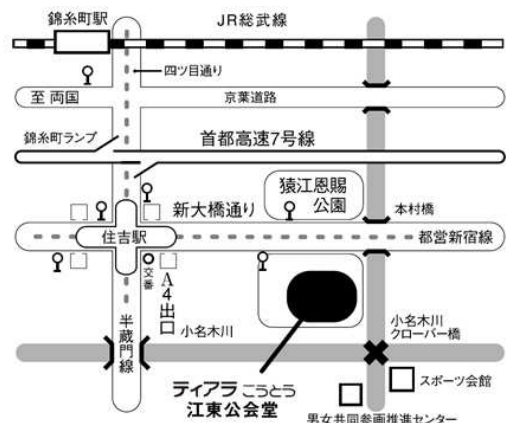 錦糸町駅
JR総武線
四ツ目通り
至 両国
京葉道路
錦糸町ランプ
首都高速7号線
猿江恩賜
公園
新大橋通り
本村橋
住吉駅
都営新宿線
交番
A4出口
半蔵門線
小名木川
小名木川
クローバー橋
ティアラ こうとう
江東公会堂
スポーツ会館
男女共同参画推進センター